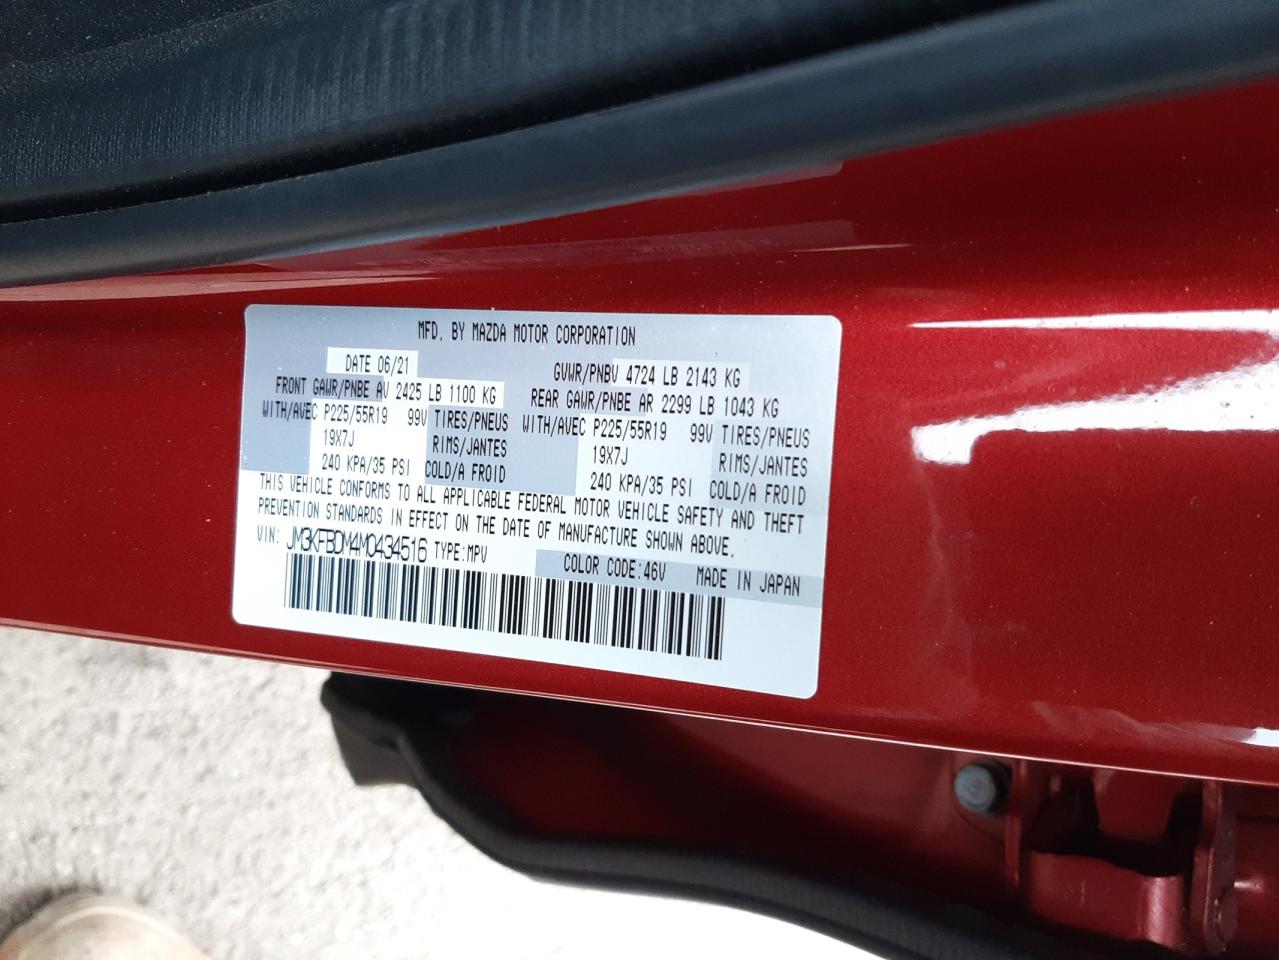 MFD. BY MAZDA MOTOR CORPORATION
DATE 06/21 GVWR/PNBV 4724 LB 2143 KG
FRONT GAWR/PNBE AV 2425 LB 1100 KG REAR GAWR/PNBE AR 2299 LB 1043 KG
WITH/AVEC P225/55R19 99V TIRES/PNEUS WITH/AVEC P225/55R19 99V TIRES/PNEUS
19X7J RIMS/JANTES 19X7J RIMS/JANTES
240 KPA/35 PSI COLD/A FROID 240 KPA/35 PSI COLD/A FROID
THIS VEHICLE CONFORMS TO ALL APPLICABLE FEDERAL MOTOR VEHICLE SAFETY AND THEFT
PREVENTION STANDARDS IN EFFECT ON THE DATE OF MANUFACTURE SHOWN ABOVE.
VIN: JM3KFBDM4M0434516 TYPE:MPV
COLOR CODE:46V MADE IN JAPAN